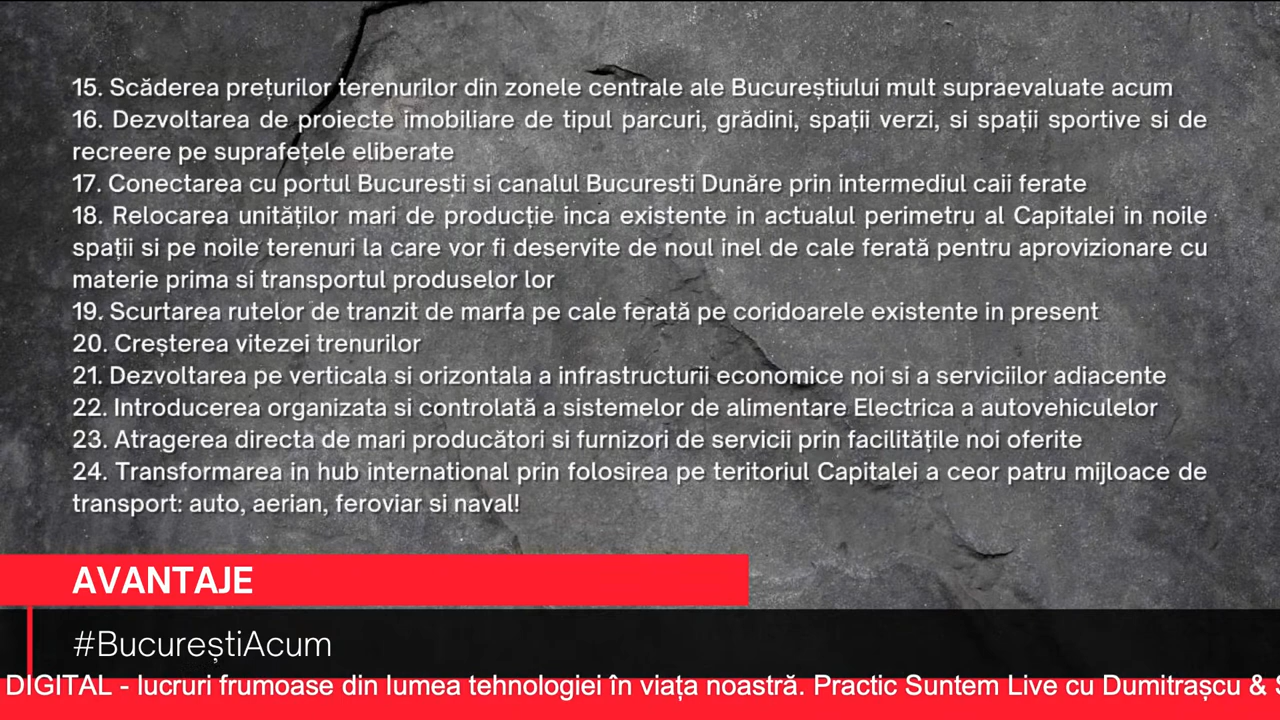 15. Scăderea prețurilor terenurilor din zonele centrale ale Bucureștiului mult supraevaluate acum
16. Dezvoltarea de proiecte imobiliare de tipul parcuri, grădini, spații verzi, si spații sportive si de
recreere pe suprafețele eliberate
17. Conectarea cu portul Bucuresti si canalul Bucuresti Dunăre prin intermediul caii ferate
18. Relocarea unităților mari de producție inca existente in actualul perimetru al Capitalei in noile
spații si pe noile terenuri la care vor fi deservite de noul inel de cale ferată pentru aprovizionare cu
materie prima si transportul produselor lor
19. Scurtarea rutelor de tranzit de marfa pe cale ferată pe coridoarele existente in present
20. Creșterea vitezei trenurilor
21. Dezvoltarea pe verticala si orizontala a infrastructurii economice noi si a serviciilor adiacente
22. Introducerea organizata si controlată a sistemelor de alimentare Electrica a autovehiculelor
23. Atragerea directa de mari producători si furnizori de servicii prin facilitățile noi oferite
24. Transformarea in hub international prin folosirea pe teritoriul Capitalei a ceor patru mijloace de
transport: auto, aerian, feroviar si naval!
AVANTAJE
#BucureștiAcum
DIGITAL - lucruri frumoase din lumea tehnologiei în viața noastră. Practic Suntem Live cu Dumitrașcu &